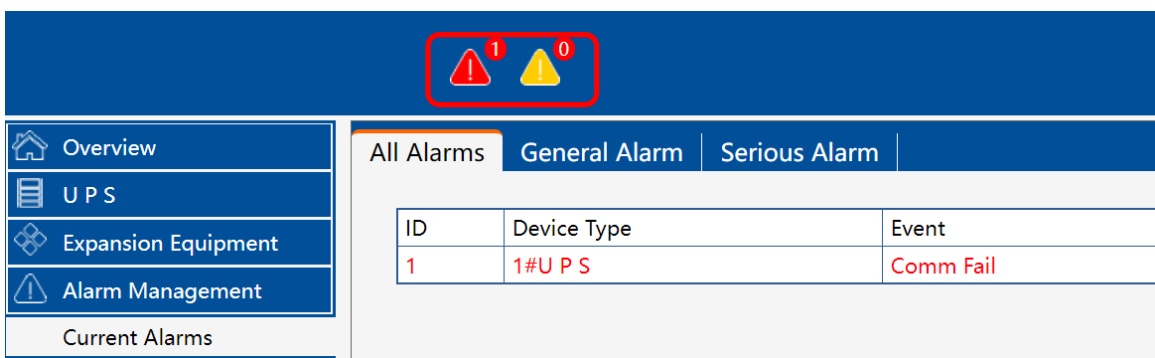 1 0
Overview
U P S
Expansion Equipment
Alarm Management
Current Alarms
All Alarms General Alarm Serious Alarm
ID Device Type Event
1 1#U P S Comm Fail